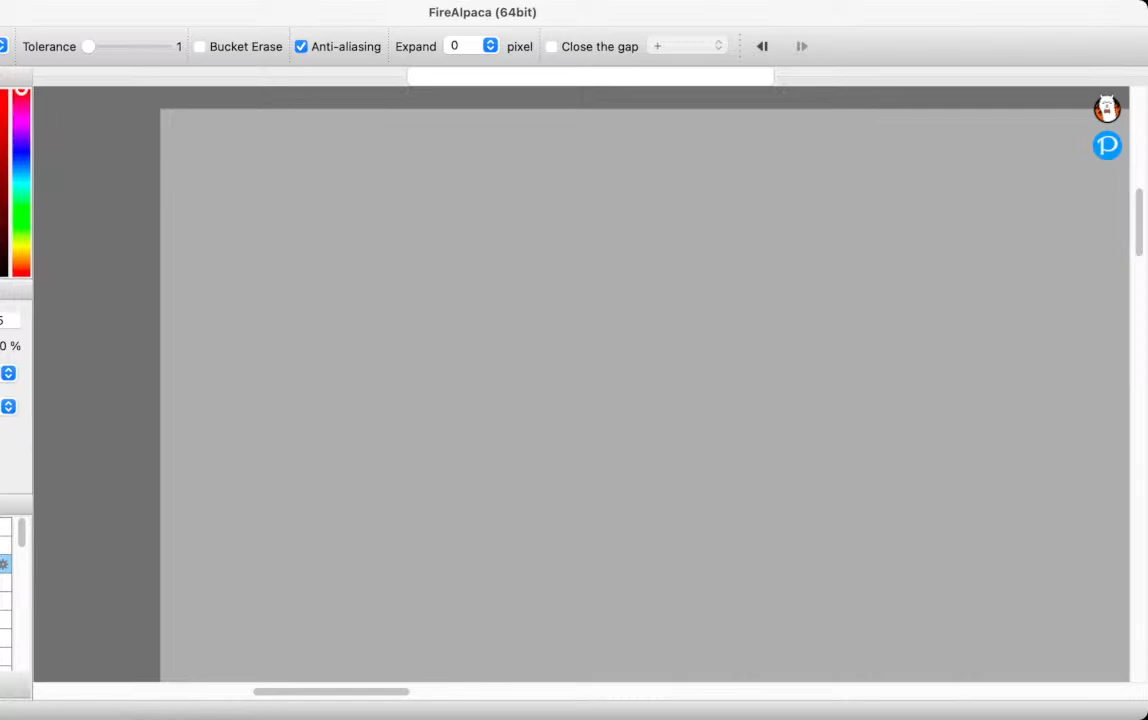 FireAlpaca (64bit)
Tolerance 1 Bucket Erase Anti-aliasing Expand 0 pixel Close the gap +
0 %